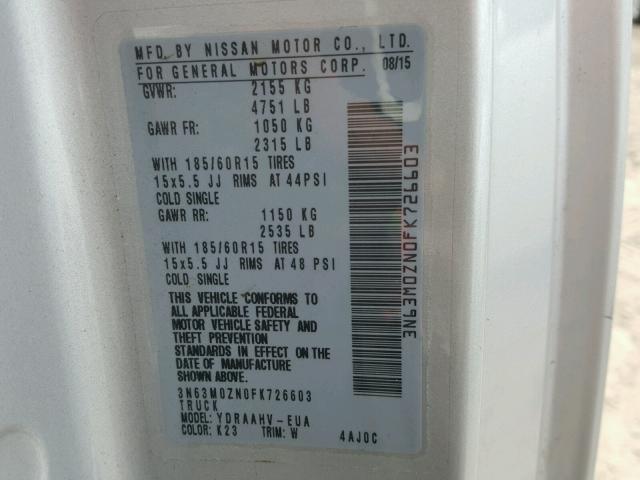 MFD. BY NISSAN MOTOR CO., LTD.
FOR GENERAL MOTORS CORP. 08/15
GVWR: 2155 KG
4751 LB
GAWR FR: 1050 KG
2315 LB
WITH 185/60R15 TIRES
15x5.5 JJ RIMS AT 44PSI
COLD SINGLE
GAWR RR: 1150 KG
2535 LB
WITH 185/60R15 TIRES
15x5.5 JJ RIMS AT 48 PSI
COLD SINGLE
THIS VEHICLE CONFORMS TO
ALL APPLICABLE FEDERAL
MOTOR VEHICLE SAFETY AND
THEFT PREVENTION
STANDARDS IN EFFECT ON THE
DATE OF MANUFACTURE
SHOWN ABOVE.
3N63M0ZN0FK726603
TRUCK
MODEL: YDRAAHV-EUA
COLOR: K23 TRIM: W 4AJ0C
3N63M0ZN0FK726603